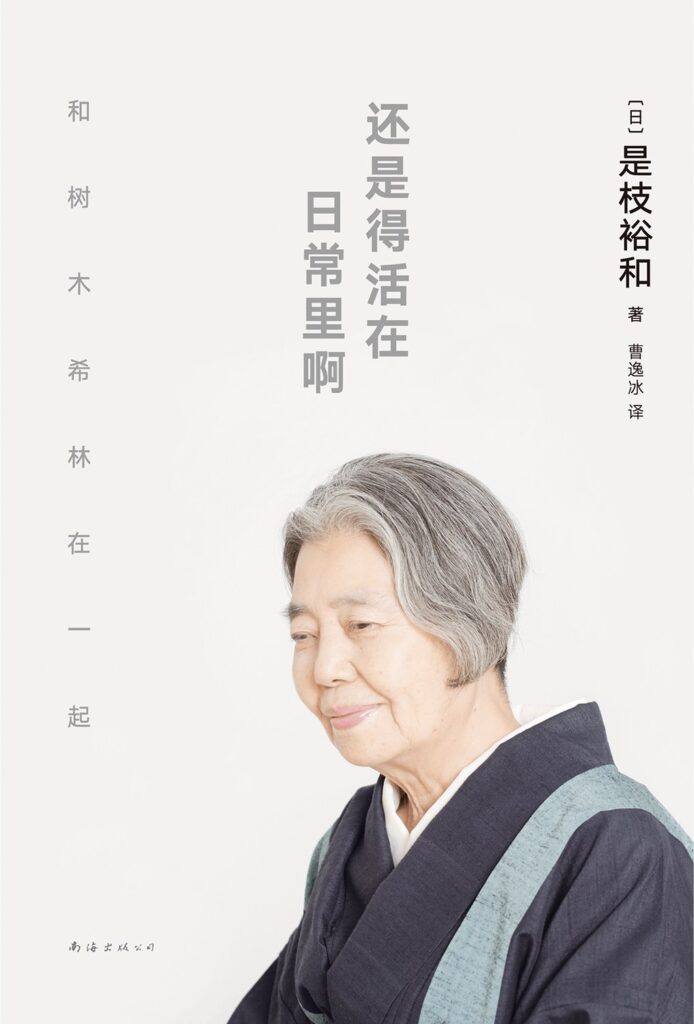 [日]是枝裕和 著
曹逸冰 译
还是得活在
日常里啊
和树木希林在一起
南海出版公司